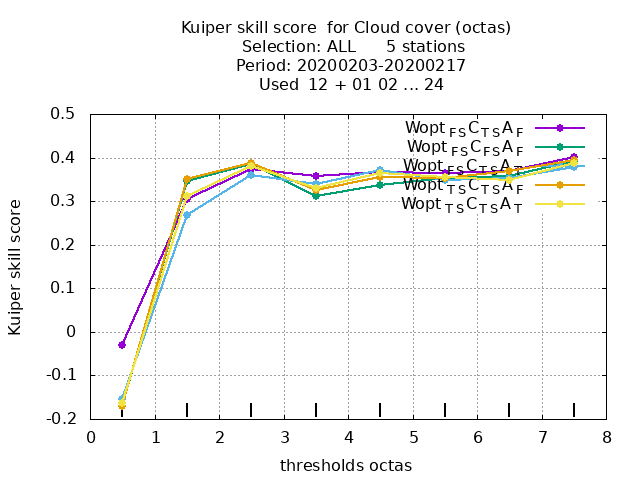 Kuiper skill score for Cloud cover (octas)
Selection: ALL 5 stations
Period: 20200203-20200217
Used 12 + 01 02 ... 24
Wopt FS C TS A F
Wopt FS C FS A F
Wopt FS C
Wopt TS C TS A F
Wopt TS C TS A T
Kuiper skill score
0.5
0.4
0.3
0.2
0.1
0
-0.1
-0.2
0 1 2 3 4 5 6 7 8
thresholds octas